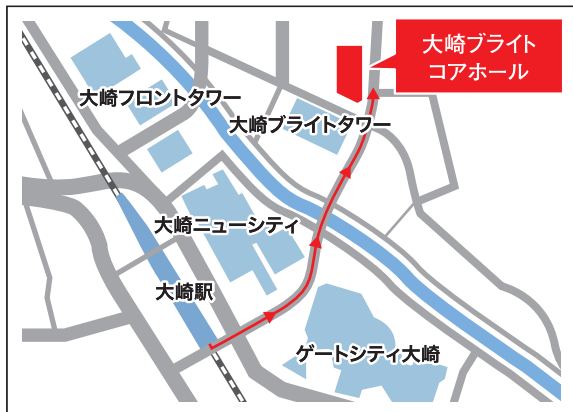 大崎ブライト
コアホール
大崎フロントタワー
大崎ブライトタワー
大崎ニューシティ
大崎駅
ゲートシティ大崎